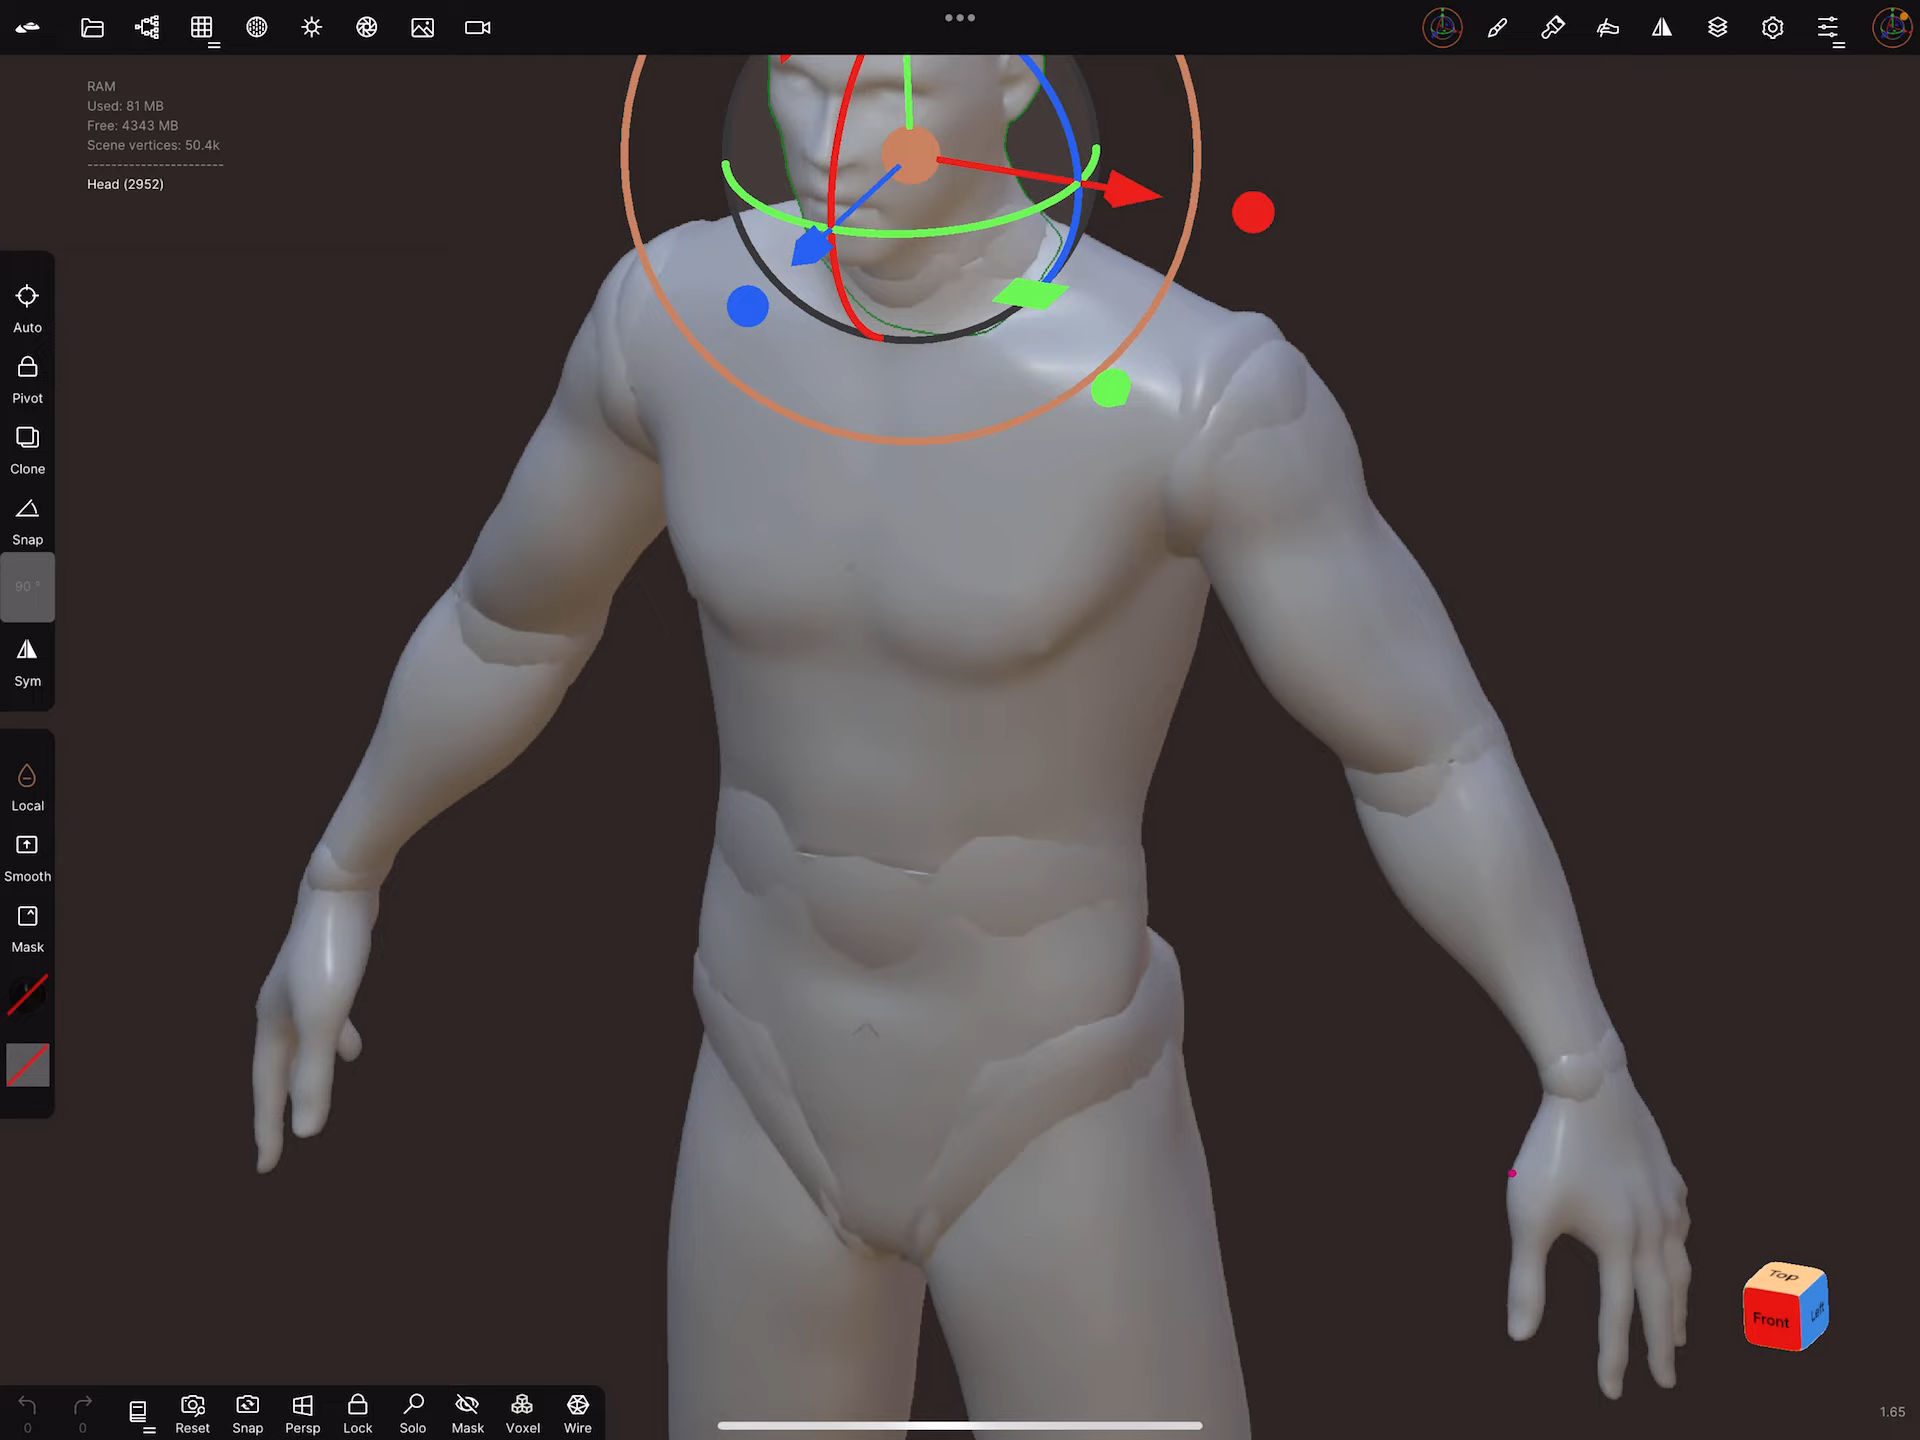 RAM
Used: 81 MB
Free: 4343 MB
Scene vertices: 50.4k
-----------------------
Head (2952)
Auto
Pivot
Clone
Snap
90 °
Sym
Local
Smooth
Mask
Top
Front
Left
0
0
Reset
Snap
Persp
Lock
Solo
Mask
Voxel
Wire
1.65